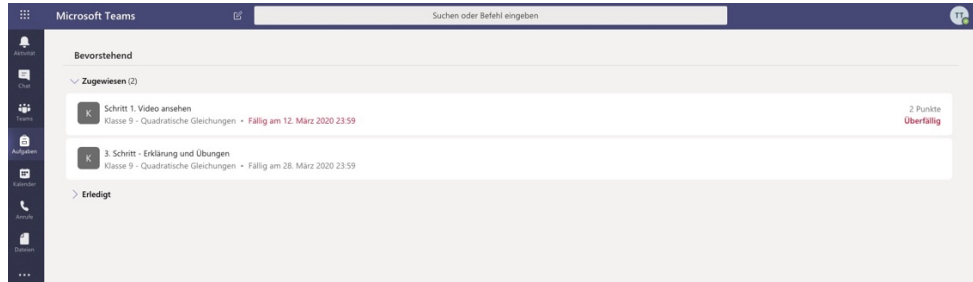 Microsoft Teams
Suchen oder Befehl eingeben
TT
Aktivität
Chat
Teams
Aufgaben
Kalender
Anrufe
Dateien
Bevorstehend
Zugewiesen (2)
K
Schritt 1. Video ansehen
2 Punkte
Klasse 9 - Quadratische Gleichungen • Fällig am 12. März 2020 23:59
Überfällig
K
3. Schritt - Erklärung und Übungen
Klasse 9 - Quadratische Gleichungen • Fällig am 28. März 2020 23:59
Erledigt